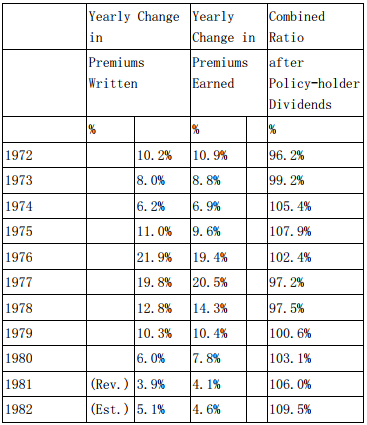 Yearly Change in Yearly Change in Combined Ratio
Premiums Written Premiums Earned after Policy-holder Dividends
% % %
1972 10.2% 10.9% 96.2%
1973 8.0% 8.8% 99.2%
1974 6.2% 6.9% 105.4%
1975 11.0% 9.6% 107.9%
1976 21.9% 19.4% 102.4%
1977 19.8% 20.5% 97.2%
1978 12.8% 14.3% 97.5%
1979 10.3% 10.4% 100.6%
1980 6.0% 7.8% 103.1%
1981 (Rev.) 3.9% 4.1% 106.0%
1982 (Est.) 5.1% 4.6% 109.5%